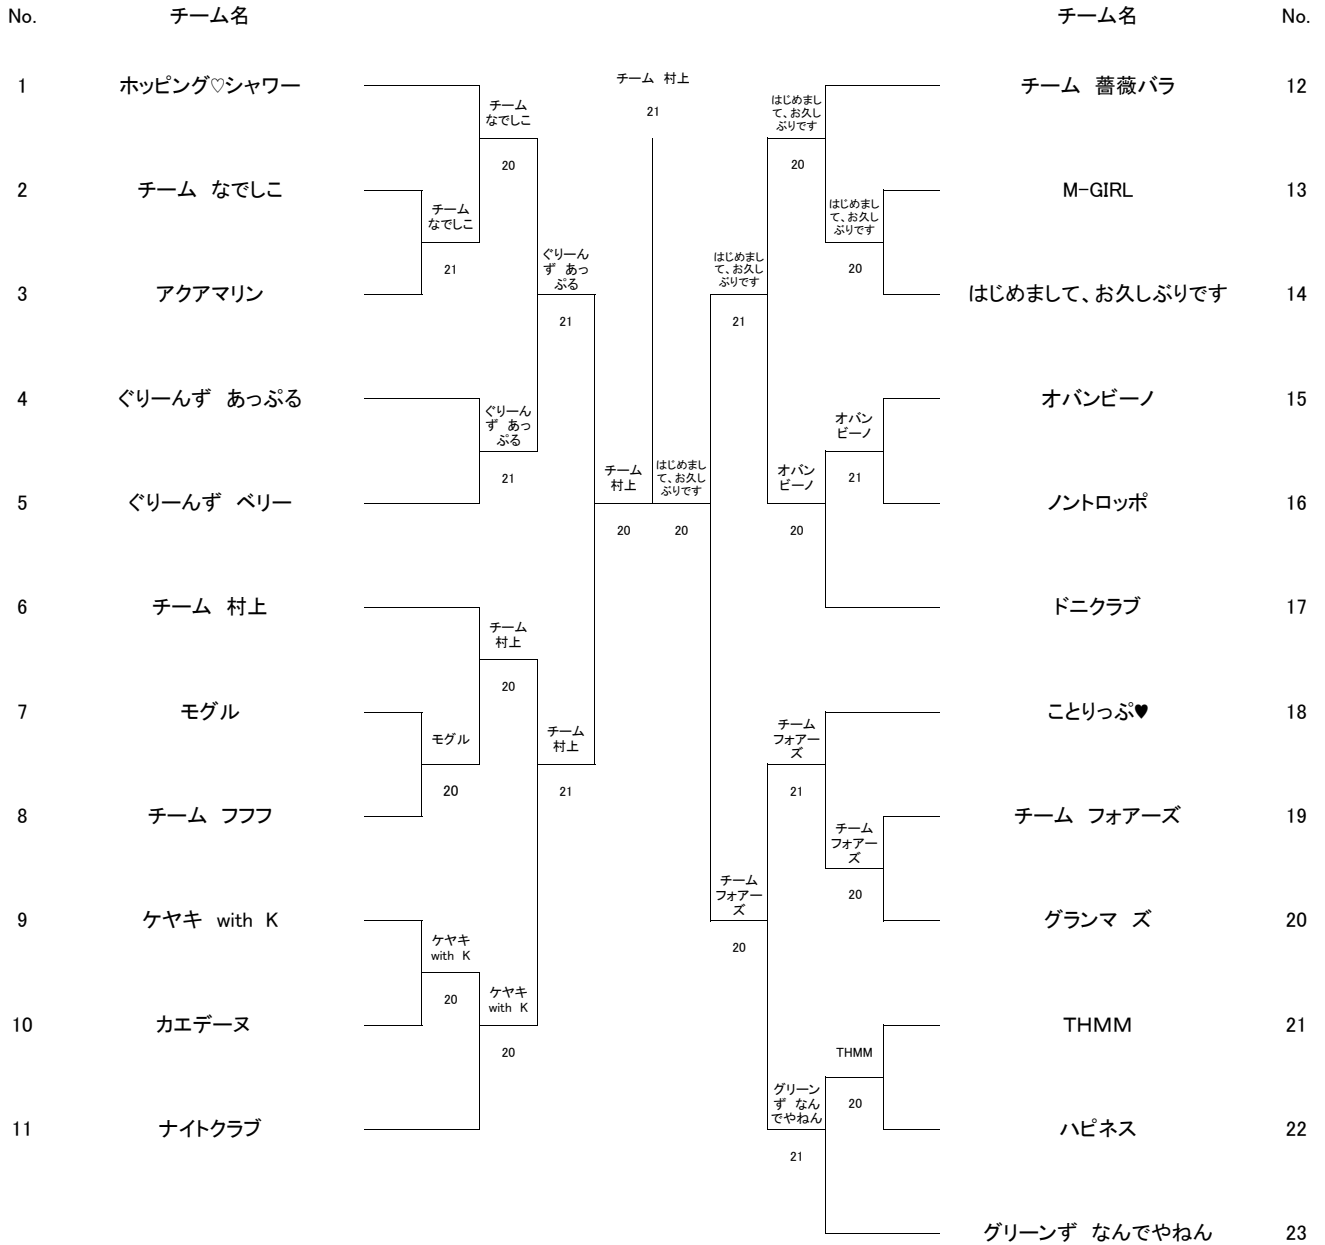 No.
チーム名
チーム名
No.
1
ホッピング♡シャワー
チーム 村上
21
チーム 薔薇バラ
12
チーム
なでしこ
20
はじめまし
て、お久し
ぶりです
20
2
チーム なでしこ
M-GIRL
13
チーム
なでしこ
21
はじめまし
て、お久し
ぶりです
20
3
アクアマリン
はじめまして、お久しぶりです
14
ぐりーん
ず あっ
ぷる
21
はじめまし
て、お久し
ぶりです
21
4
ぐりーんず あっぷる
オバンビーノ
15
ぐりーん
ず あっ
ぷる
21
オバン
ビーノ
21
5
ぐりーんず ベリー
チーム
村上
20
はじめまし
て、お久し
ぶりです
20
オバン
ビーノ
20
ノントロッポ
16
6
チーム 村上
ドニクラブ
17
チーム
村上
20
7
モグル
ことりっぷ♥
18
モグル
20
チーム
村上
21
チーム
フォアー
ズ
21
8
チーム フフフ
チーム フォアーズ
19
チーム
フォアー
ズ
20
9
ケヤキ with K
チーム
フォアー
ズ
20
グランマ ズ
20
ケヤキ
with K
20
10
カエデーヌ
ケヤキ
with K
20
THMM
21
THMM
20
11
ナイトクラブ
グリーン
ず なん
でやねん
21
ハピネス
22
グリーンず なんでやねん
23